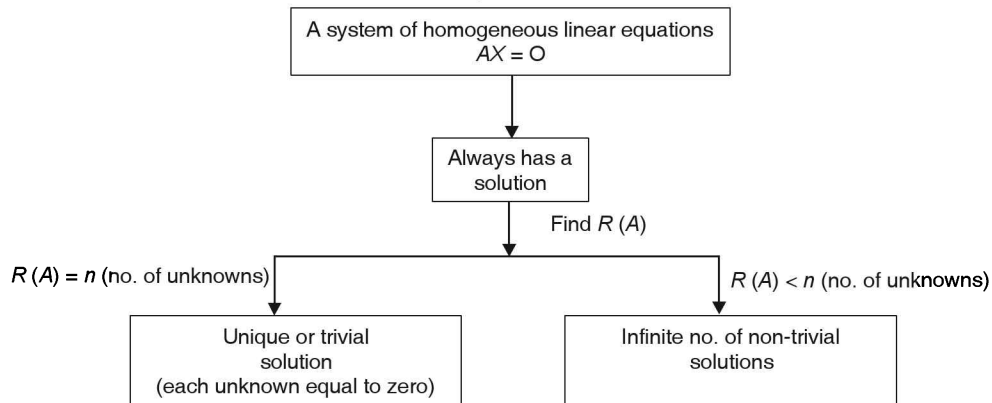 A system of homogeneous linear equations
AX = O
Always has a
solution
Find R (A)
R (A) = n (no. of unknowns)
R (A) < n (no. of unknowns)
Unique or trivial
solution
(each unknown equal to zero)
Infinite no. of non-trivial
solutions